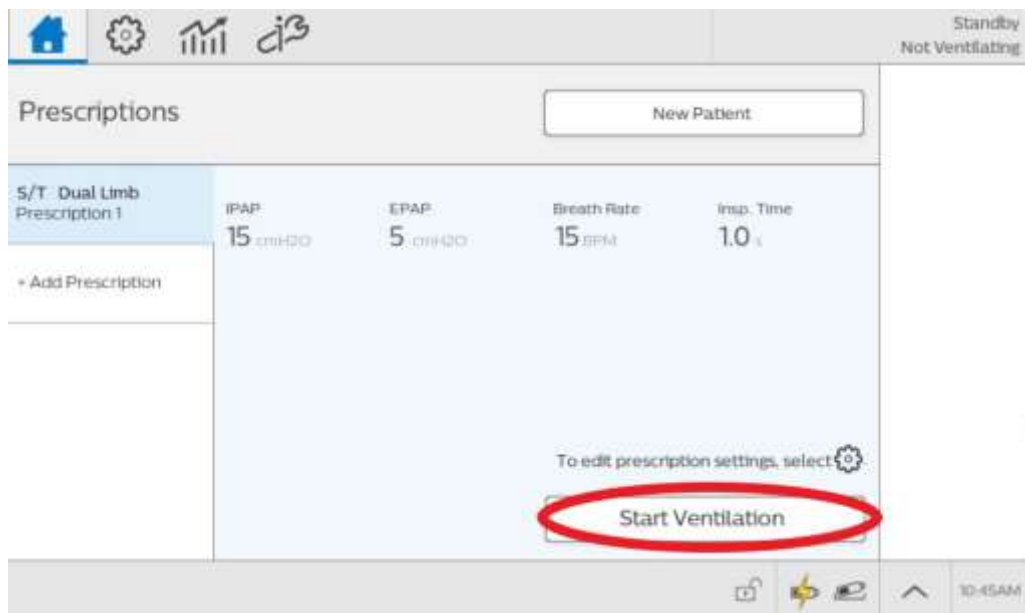 Standby
Not Ventilating
Prescriptions
New Patient
S/T Dual Limb
Prescription 1
IPAP
EPAP
Breath Rate
Insp. Time
15 cmH2O
5 cmH2O
15 BPM
1.0 s
+ Add Prescription
To edit prescription settings, select
Start Ventilation
10:45AM